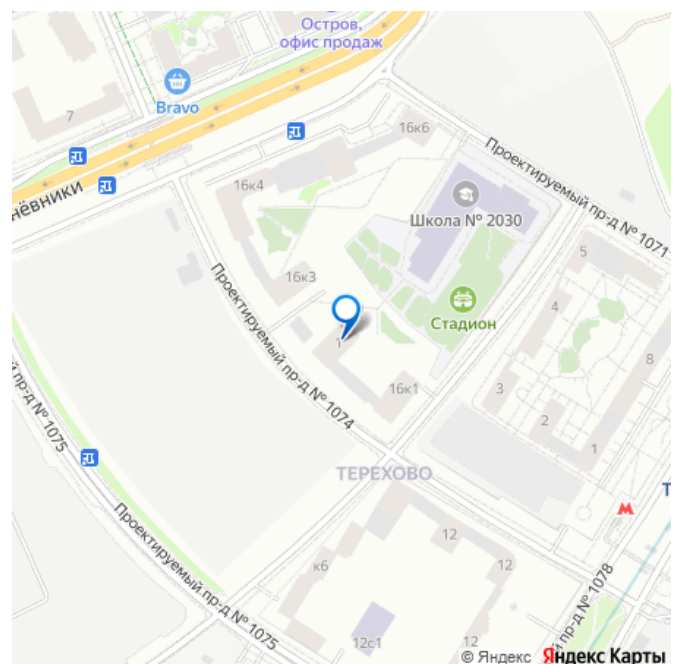 Остров,
офис продаж
Bravo
7
16к6
Проектируемый пр-д № 1071
нёвники
16к4
Школа № 2030
16к3
5
4
Стадион
1
8
Проектируемый пр-д № 1074
16к1
3
2
1
й пр-д № 1075
ТЕРЕХОВО
Т
12
12
к6
Проектируемый пр-д № 1075
й пр-д № 1078
12с1
© Яндекс Яндекс Карты